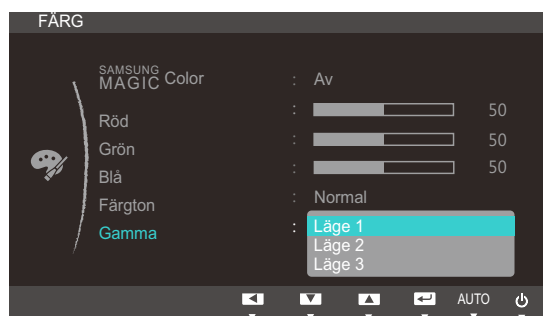 FÄRG
SAMSUNG MAGIC Color : Av
Röd : 50
Grön : 50
Blå : 50
Färgton : Normal
Gamma : Läge 1
Läge 2
Läge 3
AUTO